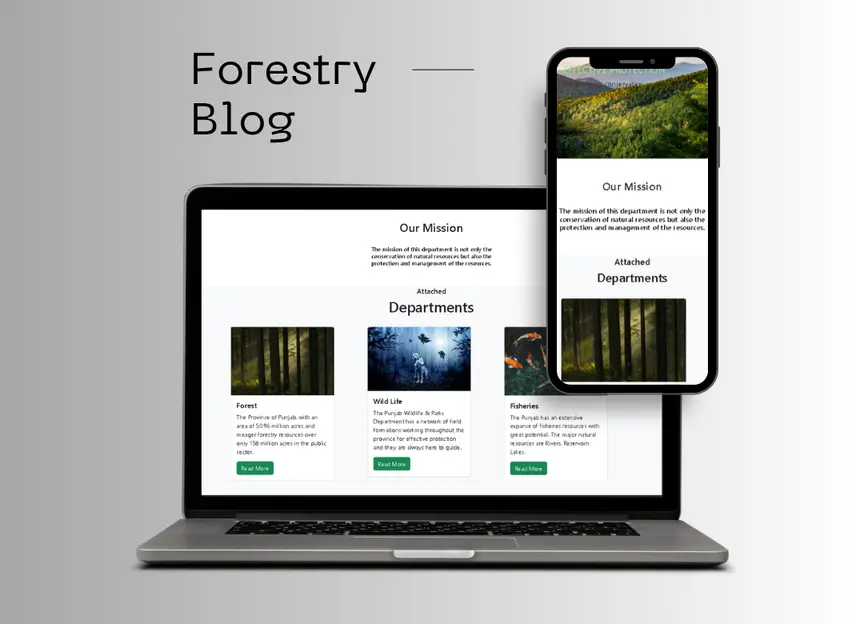 Forestry
Blog
Our Mission
The mission of this department is not only the
conservation of natural resources but also the
protection and management of the resources.
Attached
Departments
Forest
The Province of Punjab, with an
area of 50.96 million acres and
meager forestry resources over
only 158 million acres in the public
sector.
Read More
Wild Life
The Punjab Wildlife & Parks
Department has a network of field
formations working throughout the
province for effective protection
and they are always here to guide.
Read More
Fisheries
The Punjab has an extensive
expanse of fisheries resources with
great potential. The major natural
resources are Rivers. Reservoirs
Lakes.
Read More
EFFECTIVE PROTECTION
Our Mission
The mission of this department is not only the
conservation of natural resources but also the
protection and management of the resources.
Attached
Departments